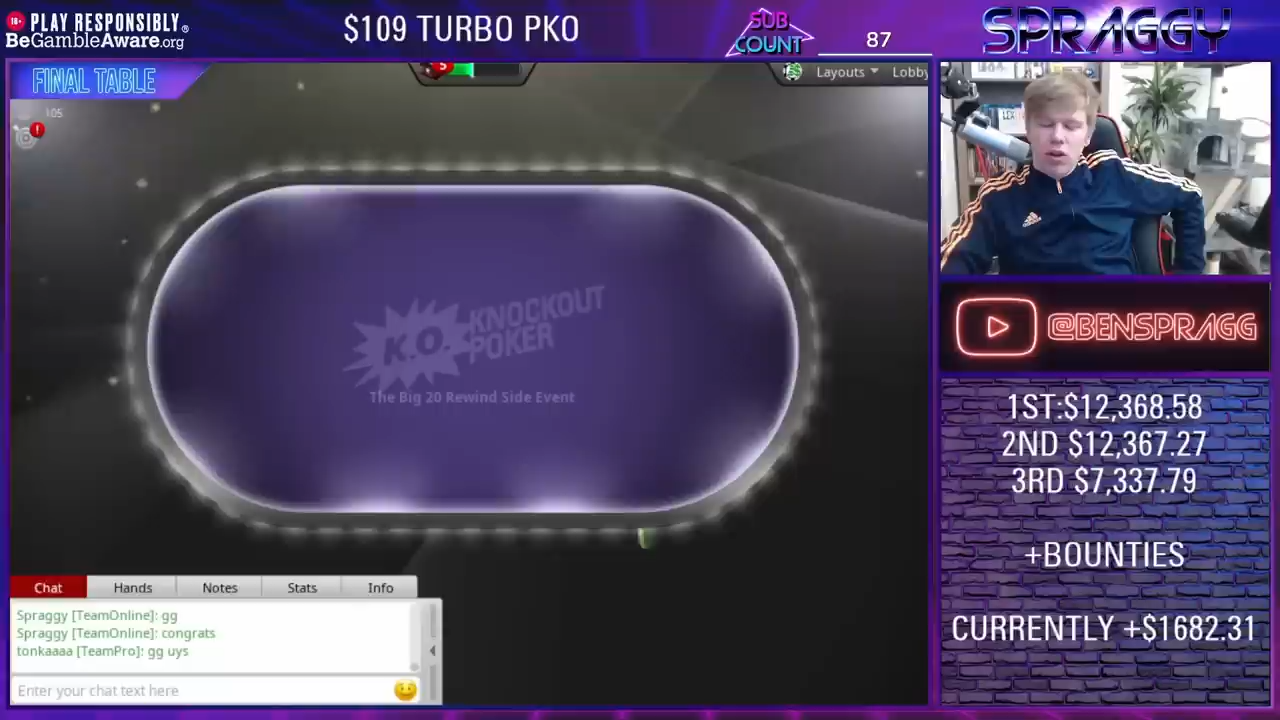 18+ PLAY RESPONSIBLY®
BeGambleAware.org
$109 TURBO PKO
SUB COUNT
87
SPRAGGY
FINAL TABLE
5
Layouts
Lobby
105
!
K.O. KNOCKOUT POKER
The Big 20 Rewind Side Event
@BENSPRAGG
1ST:$12,368.58
2ND $12,367.27
3RD $7,337.79
+BOUNTIES
CURRENTLY +$1682.31
Chat
Hands
Notes
Stats
Info
Spraggy [TeamOnline]: gg
Spraggy [TeamOnline]: congrats
tonkaaaa [TeamPro]: gg uys
Enter your chat text here